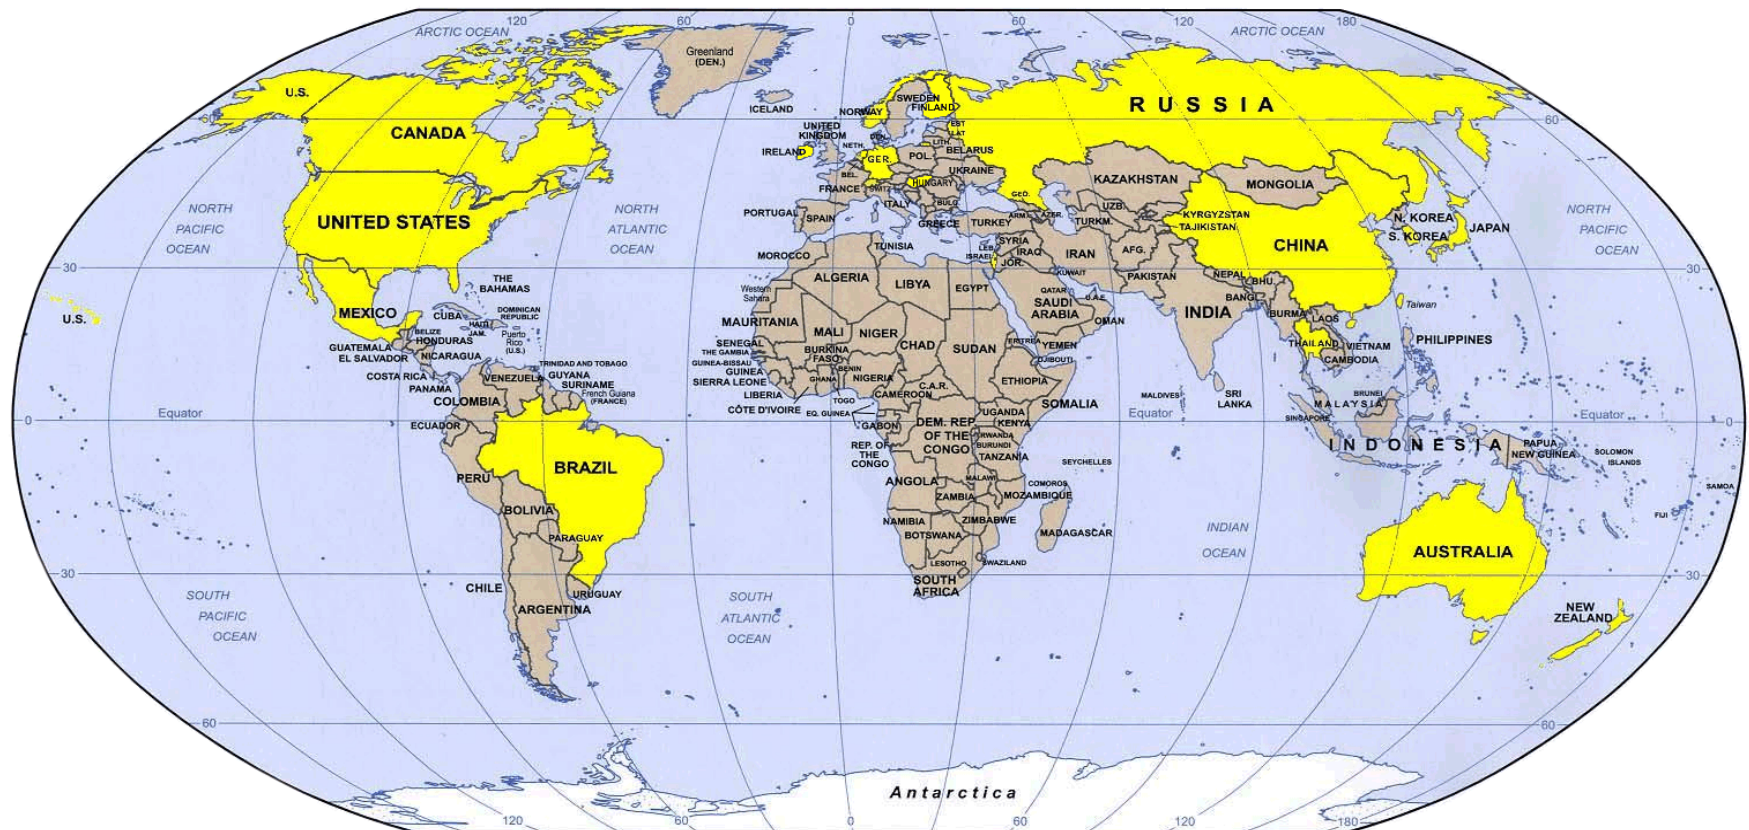 120
60
0
60
120
180
ARCTIC OCEAN
ARCTIC OCEAN
Greenland
(DEN.)
U.S.
ICELAND
NORWAY
SWEDEN
FINLAND
R U S S I A
60
60
CANADA
UNITED
KINGDOM
DEN.
EST
LAT
LITH.
IRELAND
NETH.
GER.
POL.
BELARUS
BEL.
UKRAINE
FRANCE
SWITZ
HUNGARY
KAZAKHSTAN
MONGOLIA
GEO.
NORTH
PACIFIC
OCEAN
UNITED STATES
NORTH
ATLANTIC
OCEAN
PORTUGAL
SPAIN
ITALY
BULG.
GREECE
TURKEY
ARM.
AZER.
UZB.
TURKM.
KYRGYZSTAN
TAJIKISTAN
CHINA
N. KOREA
S. KOREA
JAPAN
NORTH
PACIFIC
OCEAN
30
30
MOROCCO
TUNISIA
LEB.
ISRAEL
SYRIA
IRAQ
JOR.
IRAN
AFG.
KUWAIT
PAKISTAN
NEPAL
BHU.
ALGERIA
LIBYA
EGYPT
QATAR
U.A.E.
SAUDI
ARABIA
OMAN
INDIA
BANGL.
BURMA
LAOS
Taiwan
THE
BAHAMAS
Western
Sahara
U.S.
MEXICO
CUBA
DOMINICAN
REPUBLIC
HAITI
JAM.
Puerto
Rico
(U.S.)
BELIZE
HONDURAS
GUATEMALA
EL SALVADOR
NICARAGUA
COSTA RICA
PANAMA
MAURITANIA
MALI
NIGER
CHAD
SUDAN
ERITREA
YEMEN
DJIBOUTI
THAILAND
VIETNAM
CAMBODIA
PHILIPPINES
SENEGAL
THE GAMBIA
GUINEA-BISSAU
GUINEA
SIERRA LEONE
LIBERIA
CÔTE D'IVOIRE
BURKINA
FASO
BENIN
GHANA
NIGERIA
TOGO
EQ. GUINEA
CAMEROON
C.A.R.
ETHIOPIA
SOMALIA
TRINIDAD AND TOBAGO
VENEZUELA
GUYANA
SURINAME
French Guiana
(FRANCE)
COLOMBIA
MALDIVES
SRI
LANKA
BRUNEI
MALAYSIA
SINGAPORE
0
Equator
Equator
Equator
0
ECUADOR
GABON
REP. OF
THE
CONGO
DEM. REP.
OF THE
CONGO
UGANDA
KENYA
RWANDA
BURUNDI
TANZANIA
SEYCHELLES
I N D O N E S I A
PAPUA
NEW GUINEA
SOLOMON
ISLANDS
PERU
BRAZIL
ANGOLA
MALAWI
COMOROS
ZAMBIA
MOZAMBIQUE
SAMOA
BOLIVIA
NAMIBIA
ZIMBABWE
BOTSWANA
MADAGASCAR
FIJI
PARAGUAY
INDIAN
OCEAN
AUSTRALIA
LESOTHO
SWAZILAND
30
30
SOUTH
AFRICA
CHILE
URUGUAY
ARGENTINA
SOUTH
PACIFIC
OCEAN
SOUTH
ATLANTIC
OCEAN
NEW
ZEALAND
60
60
Antarctica
120
60
0
60
120
180